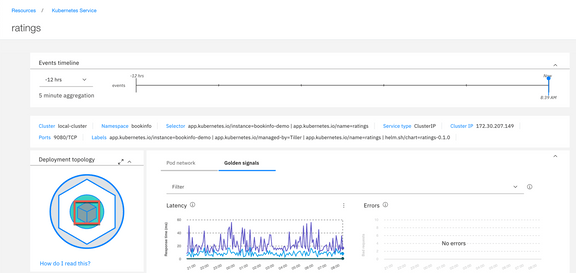 Resources / Kubernetes Service
ratings
Events timeline
-12 hrs
5 minute aggregation
-12 hrs
Now
events
8:39 AM
Cluster local-cluster Namespace bookinfo Selector app.kubernetes.io/instance=bookinfo-demo | app.kubernetes.io/name=ratings Service type ClusterIP Cluster IP 172.30.207.149
Ports 9080/TCP Labels app.kubernetes.io/instance=bookinfo-demo | app.kubernetes.io/managed-by=Tiller | app.kubernetes.io/name=ratings | helm.sh/chart=ratings-0.1.0
Deployment topology
How do I read this?
Pod network Golden signals
Filter
Latency
Response time (ms)
60
40
20
0
Errors
No errors